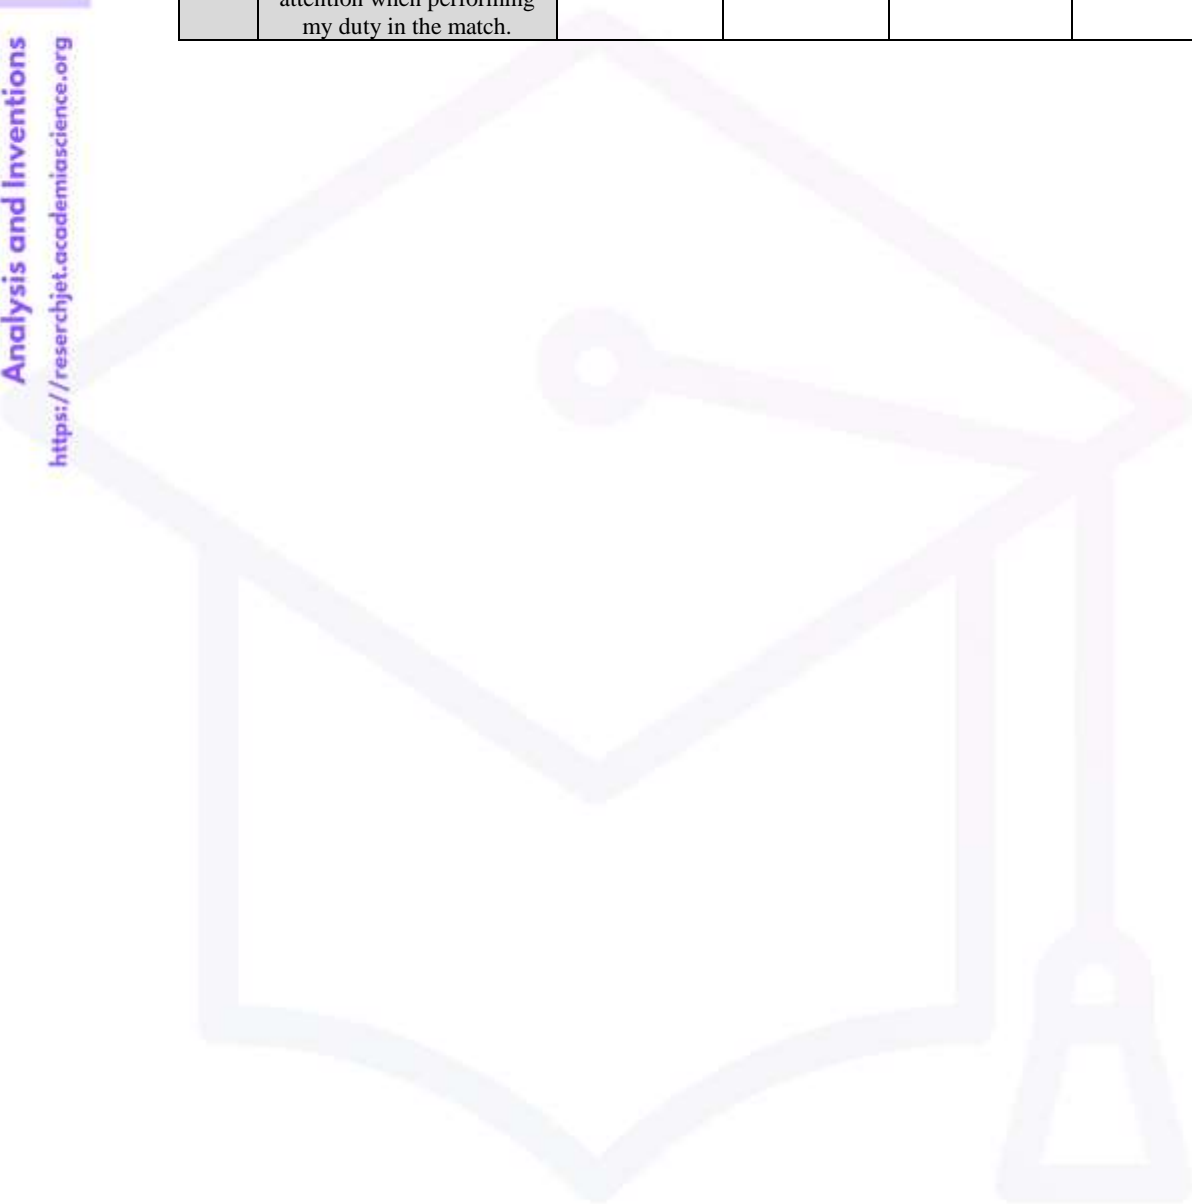 attention when performing
my duty in the match.
Analysis and Inventions
https://reserchjet.academiascience.org